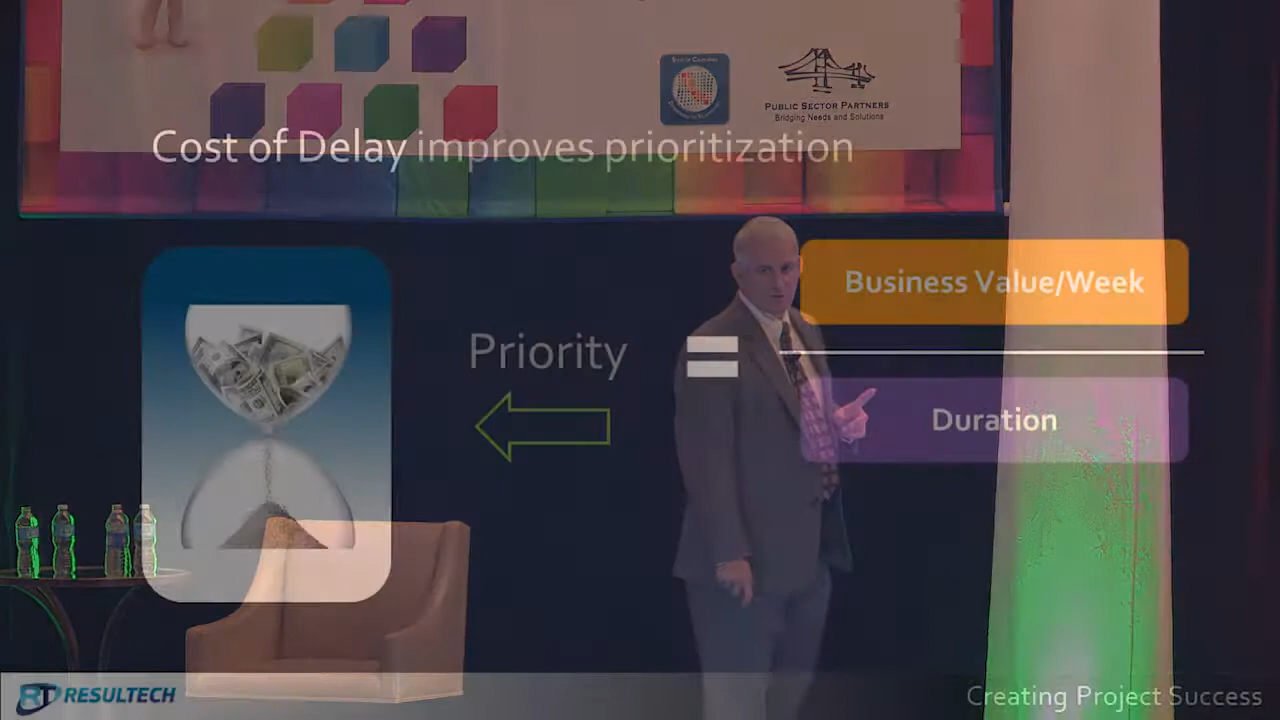 PUBLIC SECTOR PARTNERS
Bridging Needs and Solutions
Cost of Delay improves prioritization
Business Value/Week
Priority
=
Duration
RT RESULTECH
Creating Project Success